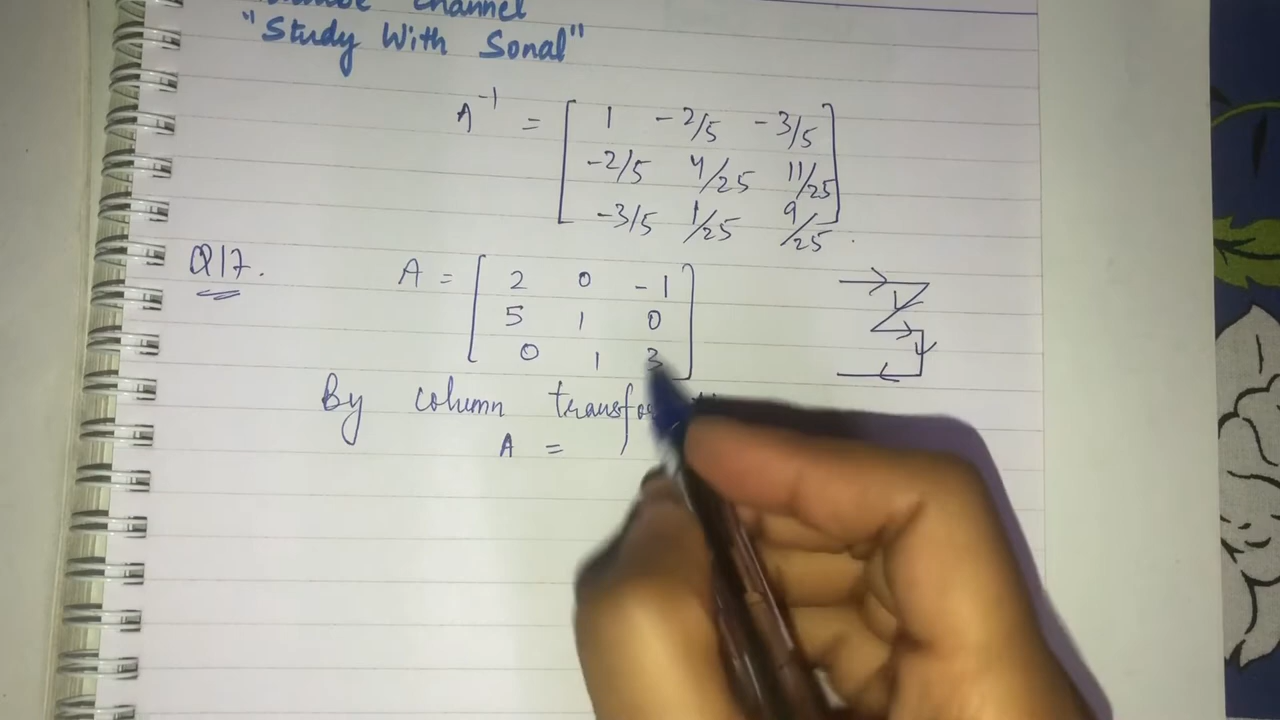 Channel
"Study With Sonal"
A⁻¹ = [ 1 -2/5 -3/5
-2/5 4/25 11/25
-3/5 1/25 9/25 ] .
Q17. A = [ 2 0 -1
5 1 0
0 1 3 ]
By column
A =